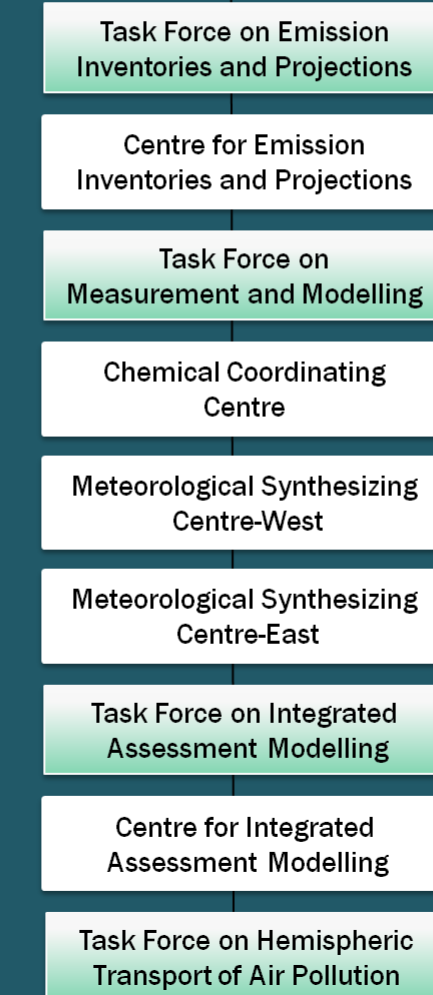 Task Force on Emission
Inventories and Projections
Centre for Emission
Inventories and Projections
Task Force on
Measurement and Modelling
Chemical Coordinating
Centre
Meteorological Synthesizing
Centre-West
Meteorological Synthesizing
Centre-East
Task Force on Integrated
Assessment Modelling
Centre for Integrated
Assessment Modelling
Task Force on Hemispheric
Transport of Air Pollution